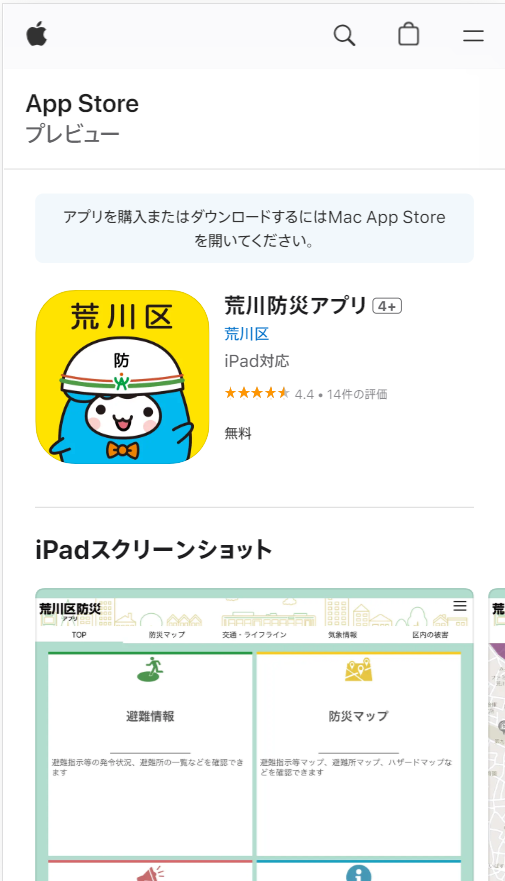 App Store
プレビュー
アプリを購入またはダウンロードするにはMac App Store
を開いてください。
荒川区
防
荒川防災アプリ 4+
荒川区
iPad対応
4.4 • 14件の評価
無料
iPadスクリーンショット
荒川区防災
アプリ
TOP 防災マップ 交通・ライフライン 気象情報 区内の被害
避難情報
避難指示等の発令状況、避難所の一覧などを確認でき
ます
防災マップ
避難指示等マップ、避難所マップ、ハザードマップな
どを確認できます
荒